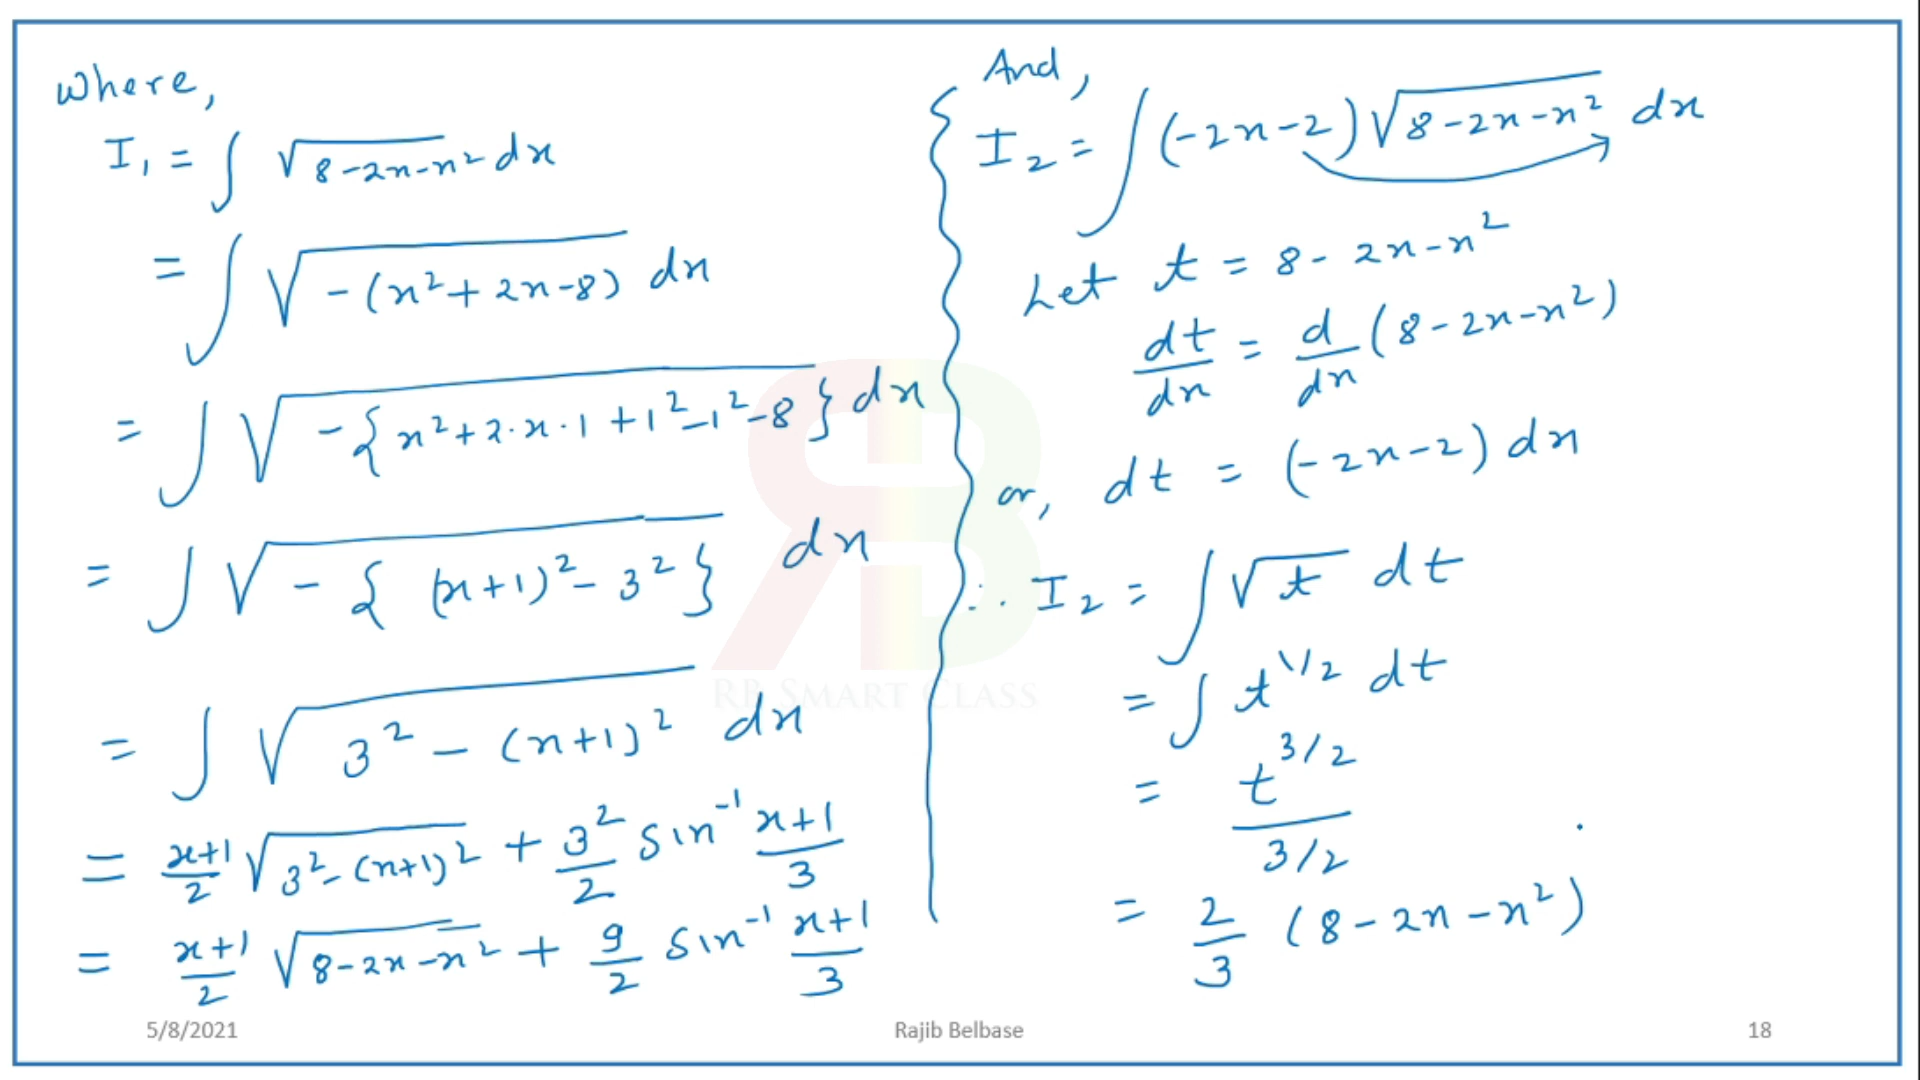 Where,
I₁ = ∫ √(8-2x-x²) dx
= ∫ √(-(x²+2x-8)) dx
= ∫ √(-{x²+2·x·1+1²-1²-8}) dx
= ∫ √(-{(x+1)²-3²}) dx
= ∫ √(3²-(x+1)²) dx
= (x+1)/2 √(3²-(x+1)²) + 3²/2 sin⁻¹ (x+1)/3
= (x+1)/2 √(8-2x-x²) + 9/2 sin⁻¹ (x+1)/3
And,
I₂ = ∫ (-2x-2) √(8-2x-x²) dx
Let t = 8-2x-x²
dt/dx = d/dx (8-2x-x²)
or, dt = (-2x-2) dx
∴ I₂ = ∫ √t dt
= ∫ t^1/2 dt
= t^3/2 / 3/2
= 2/3 (8-2x-x²)
RB SMART CLASS
5/8/2021
Rajib Belbase
18